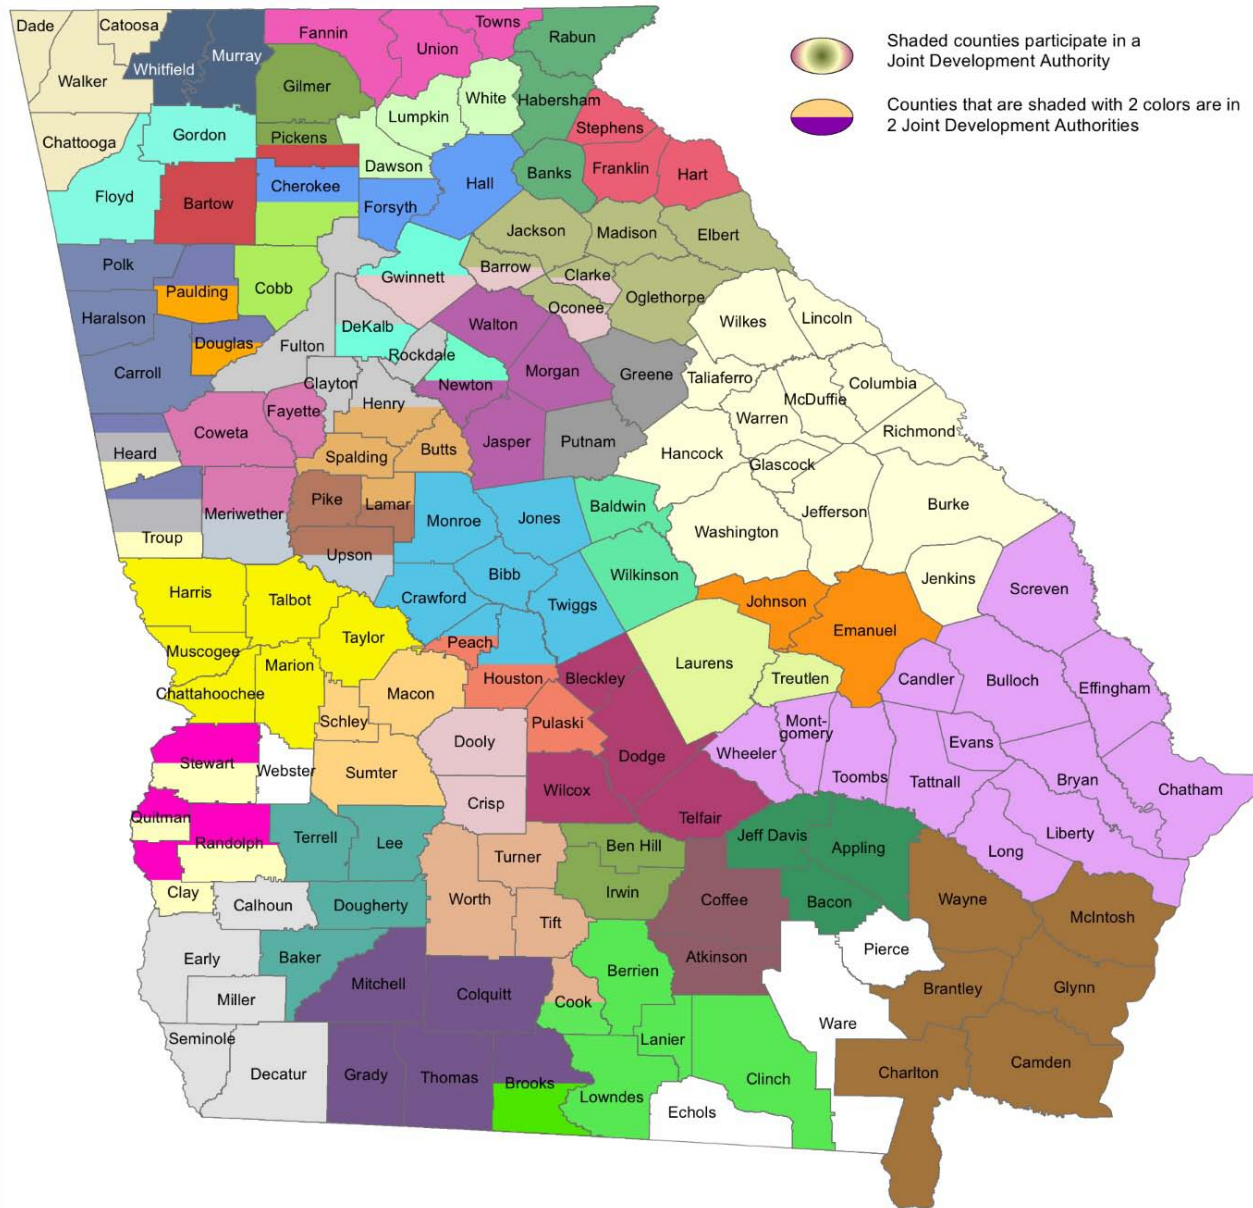 Shaded counties participate in a
Joint Development Authority
Counties that are shaded with 2 colors are in
2 Joint Development Authorities
Dade
Catoosa
Walker
Whitfield
Murray
Fannin
Union
Towns
Rabun
Gilmer
Chattooga
Gordon
Pickens
Lumpkin
White
Habersham
Stephens
Dawson
Floyd
Bartow
Cherokee
Forsyth
Hall
Banks
Franklin
Hart
Polk
Paulding
Cobb
Gwinnett
Jackson
Madison
Elbert
Barrow
Clarke
Oconee
Oglethorpe
Haralson
Douglas
Carroll
Fulton
DeKalb
Rockdale
Clayton
Henry
Walton
Newton
Morgan
Greene
Wilkes
Lincoln
Taliaferro
McDuffie
Columbia
Warren
Richmond
Heard
Coweta
Fayette
Spalding
Butts
Jasper
Putnam
Hancock
Glascock
Troup
Meriwether
Pike
Lamar
Monroe
Jones
Baldwin
Washington
Jefferson
Burke
Upson
Harris
Talbot
Taylor
Crawford
Bibb
Twiggs
Wilkinson
Johnson
Emanuel
Jenkins
Screven
Muscogee
Chattahoochee
Marion
Peach
Houston
Macon
Schley
Bleckley
Pulaski
Laurens
Treutlen
Candler
Bulloch
Effingham
Stewart
Webster
Sumter
Dooly
Dodge
Wheeler
Mont-
gomery
Toombs
Tattnall
Evans
Bryan
Chatham
Quitman
Randolph
Terrell
Lee
Crisp
Wilcox
Telfair
Jeff Davis
Appling
Long
Liberty
Clay
Calhoun
Dougherty
Worth
Turner
Ben Hill
Irwin
Tift
Coffee
Bacon
Wayne
McIntosh
Early
Baker
Miller
Mitchell
Colquitt
Cook
Berrien
Atkinson
Pierce
Brantley
Glynn
Ware
Seminole
Decatur
Grady
Thomas
Brooks
Lanier
Lowndes
Clinch
Echols
Charlton
Camden